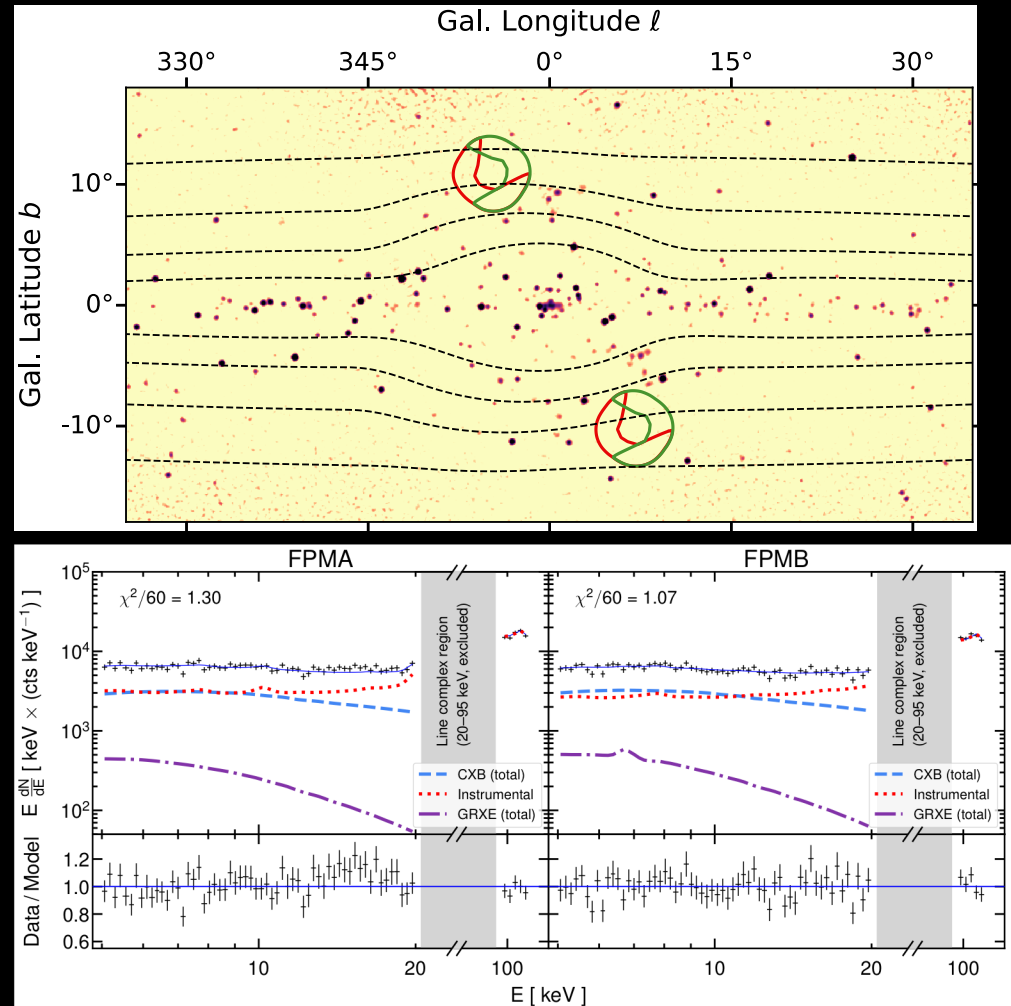 Gal. Longitude ℓ
330° 345° 0° 15° 30°
Gal. Latitude b
10°
0°
-10°
FPMA FPMB
E dN/dE [ keV × (cts keV⁻¹) ]
10⁵
10⁴
10³
10²
χ²/60 = 1.30
χ²/60 = 1.07
Line complex region
(20–95 keV, excluded)
Line complex region
(20–95 keV, excluded)
CXB (total)
Instrumental
GRXE (total)
CXB (total)
Instrumental
GRXE (total)
Data / Model
1.2
1.0
0.8
0.6
10 20 100 10 20 100
E [ keV ]